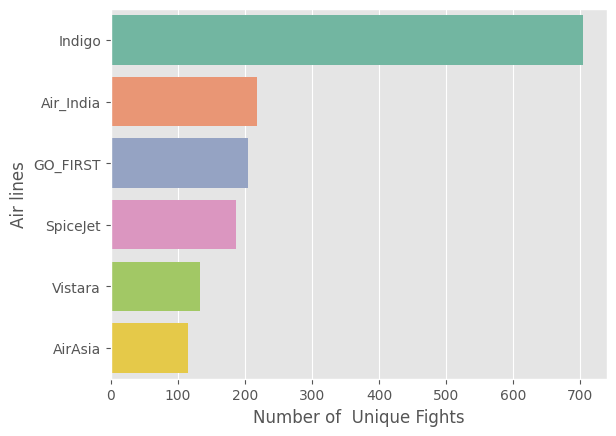 Indigo
Air_India
GO_FIRST
SpiceJet
Vistara
AirAsia
Air lines
0 100 200 300 400 500 600 700
Number of  Unique Fights